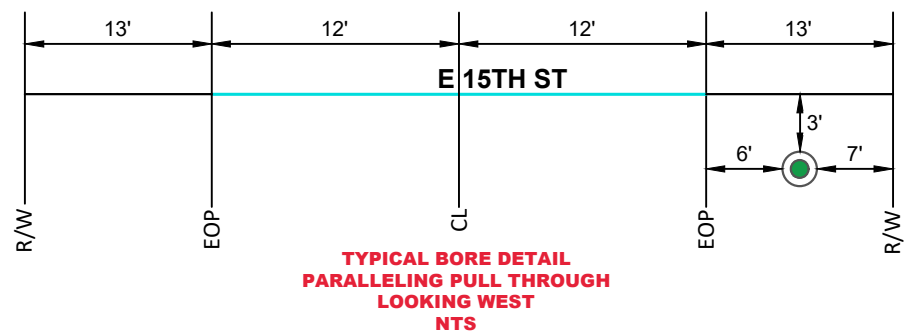 13' 12' 12' 13'
E 15TH ST
3'
6' 7'
R/W EOP CL EOP R/W
TYPICAL BORE DETAIL
PARALLELING PULL THROUGH
LOOKING WEST
NTS